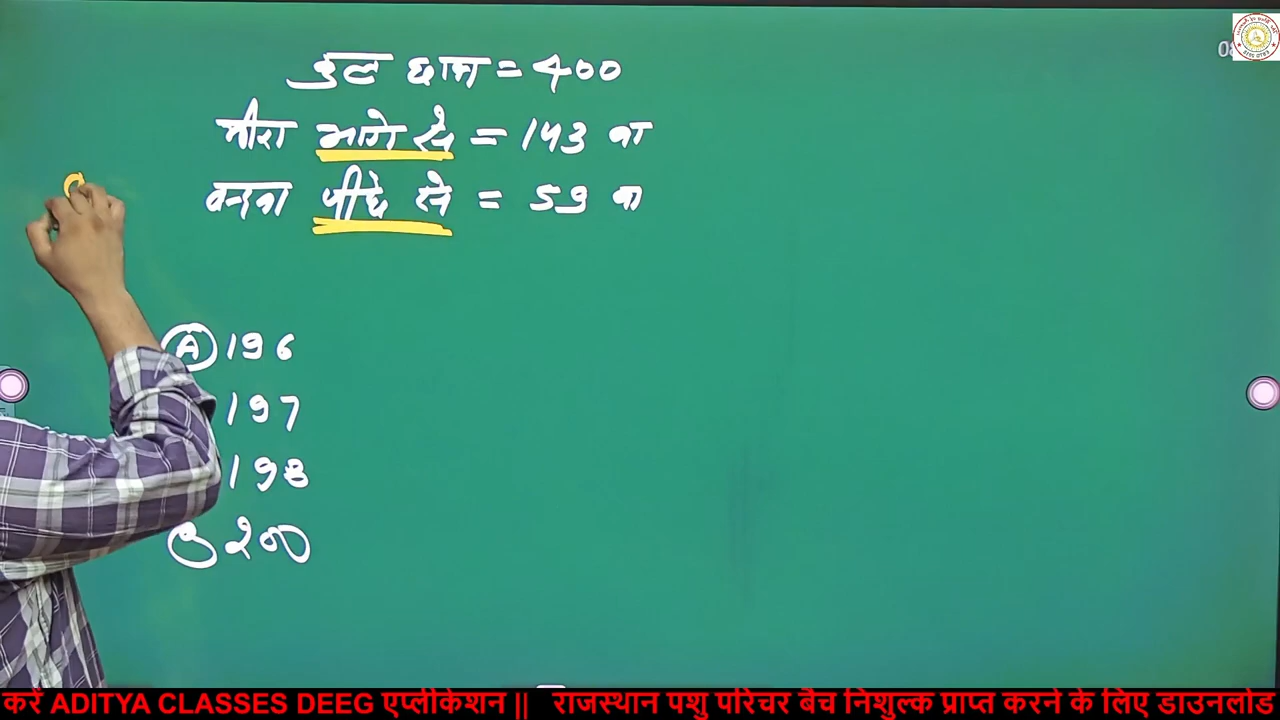 कुल छात्र = 400
मीरा आगे से = 143 वा
पीछे से = 59 वा
A 196
197
198
200
करें ADITYA CLASSES DEEG एप्लीकेशन || राजस्थान पशु परिचर बैच निशुल्क प्राप्त करने के लिए डाउनलोड